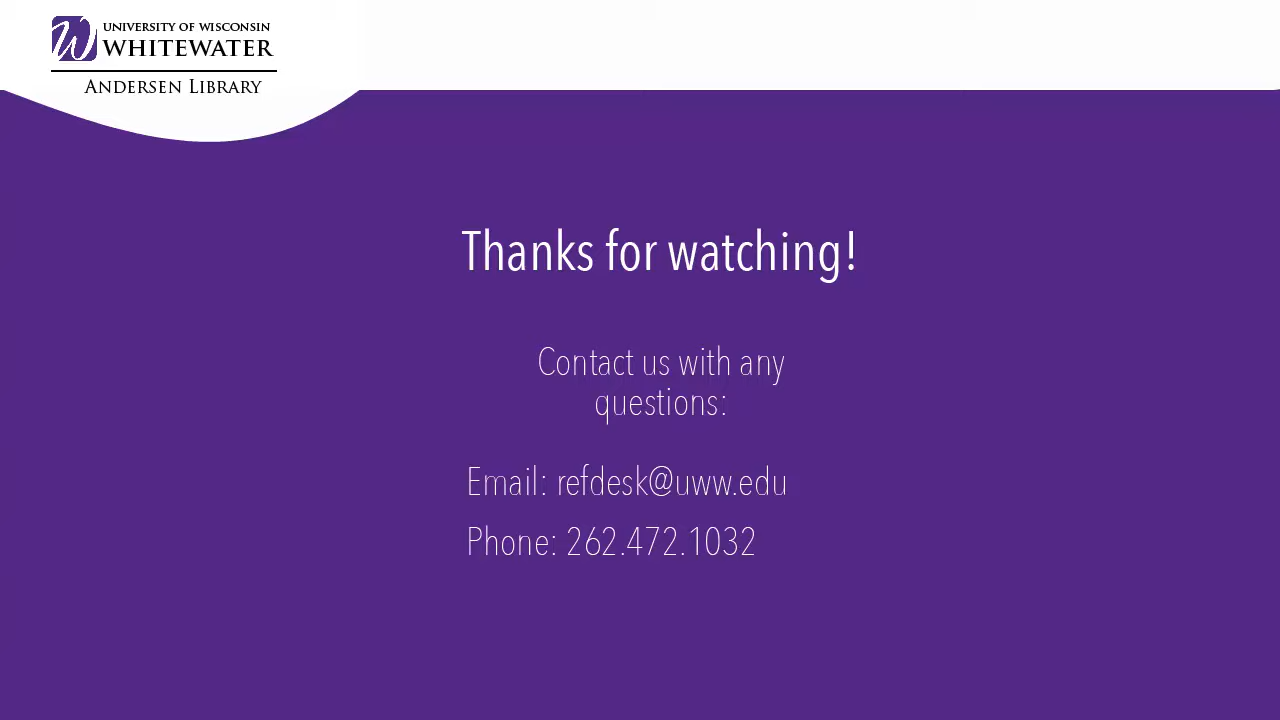 UNIVERSITY OF WISCONSIN
WHITEWATER
ANDERSEN LIBRARY
Thanks for watching!
Contact us with any
questions:
Email: refdesk@uww.edu
Phone: 262.472.1032